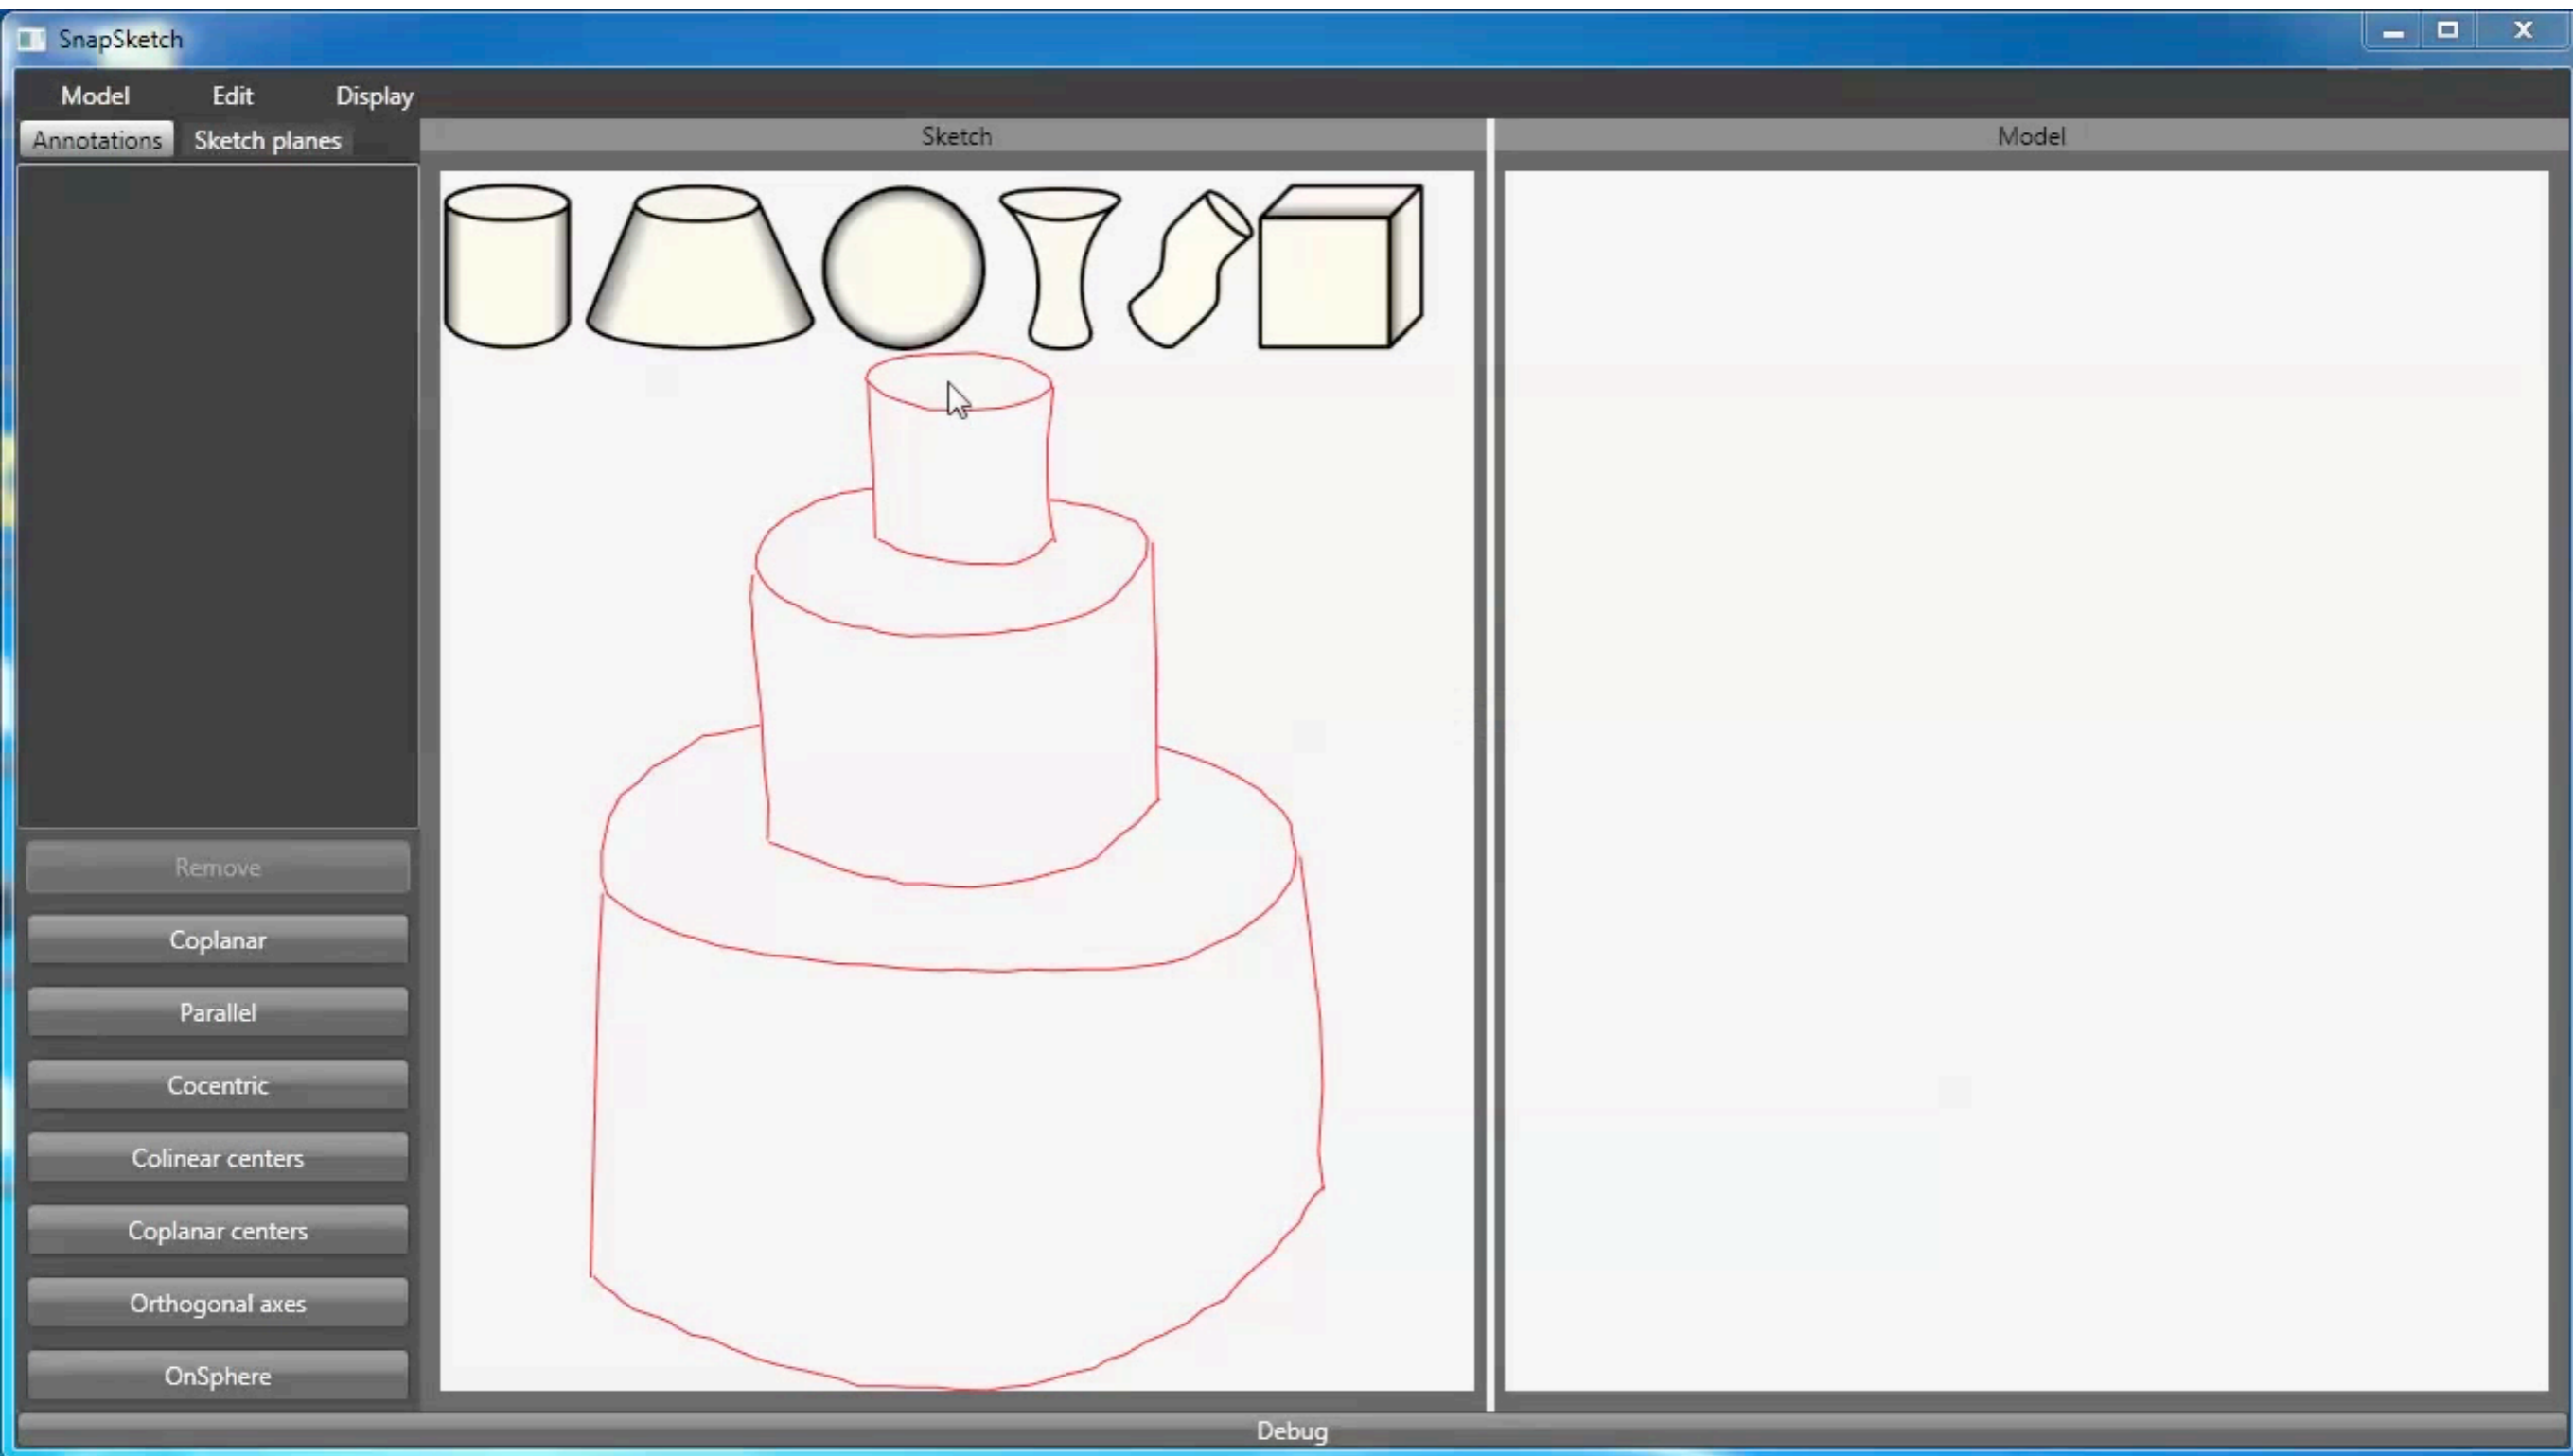 SnapSketch
Model Edit Display
Annotations Sketch planes
Sketch
Model
Remove
Coplanar
Parallel
Cocentric
Colinear centers
Coplanar centers
Orthogonal axes
OnSphere
Debug